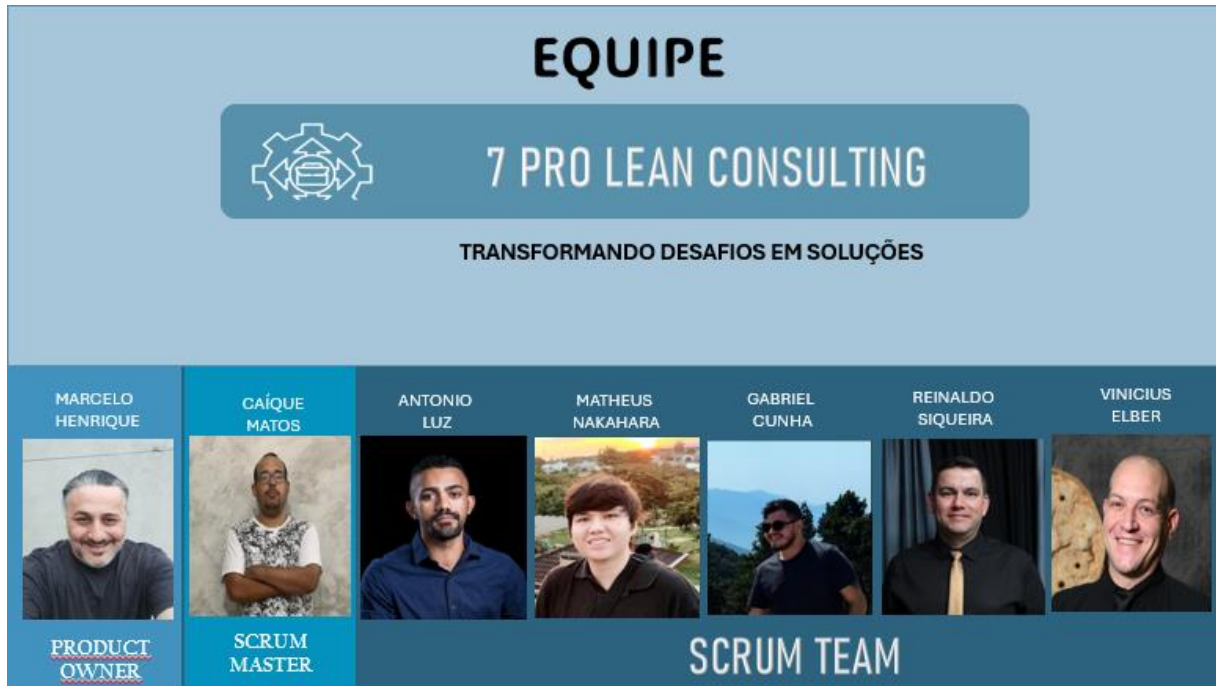 EQUIPE
7 PRO LEAN CONSULTING
TRANSFORMANDO DESAFIOS EM SOLUÇÕES
MARCELO
HENRIQUE
CAÍQUE
MATOS
ANTONIO
LUZ
MATHEUS
NAKAHARA
GABRIEL
CUNHA
REINALDO
SIQUEIRA
VINICIUS
ELBER
PRODUCT
OWNER
SCRUM
MASTER
SCRUM TEAM